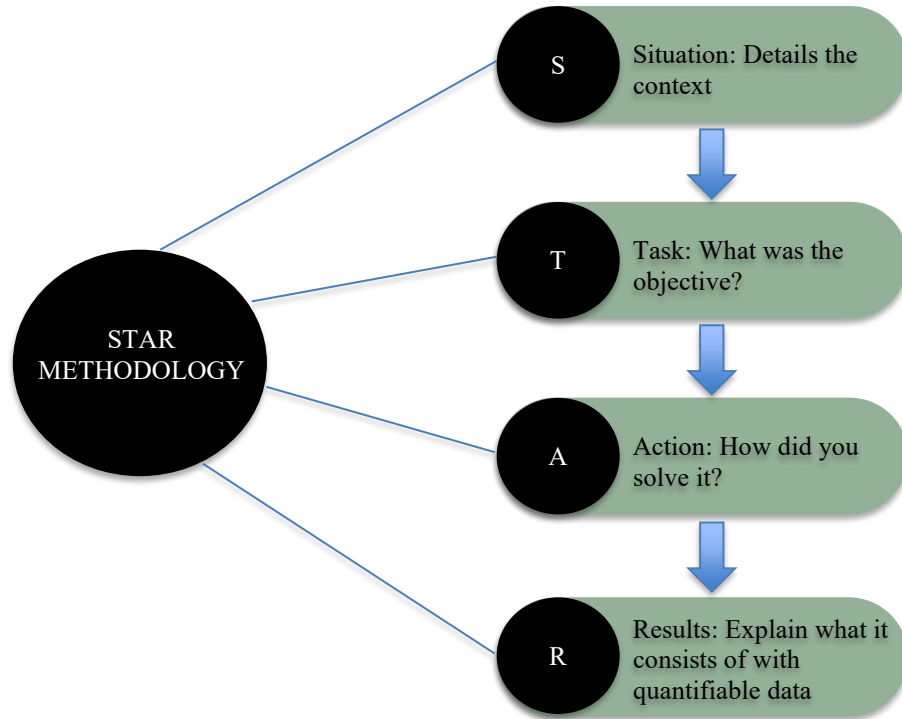 S
Situation: Details the
context
T
Task: What was the
objective?
STAR
METHODOLOGY
A
Action: How did you
solve it?
R
Results: Explain what it
consists of with
quantifiable data